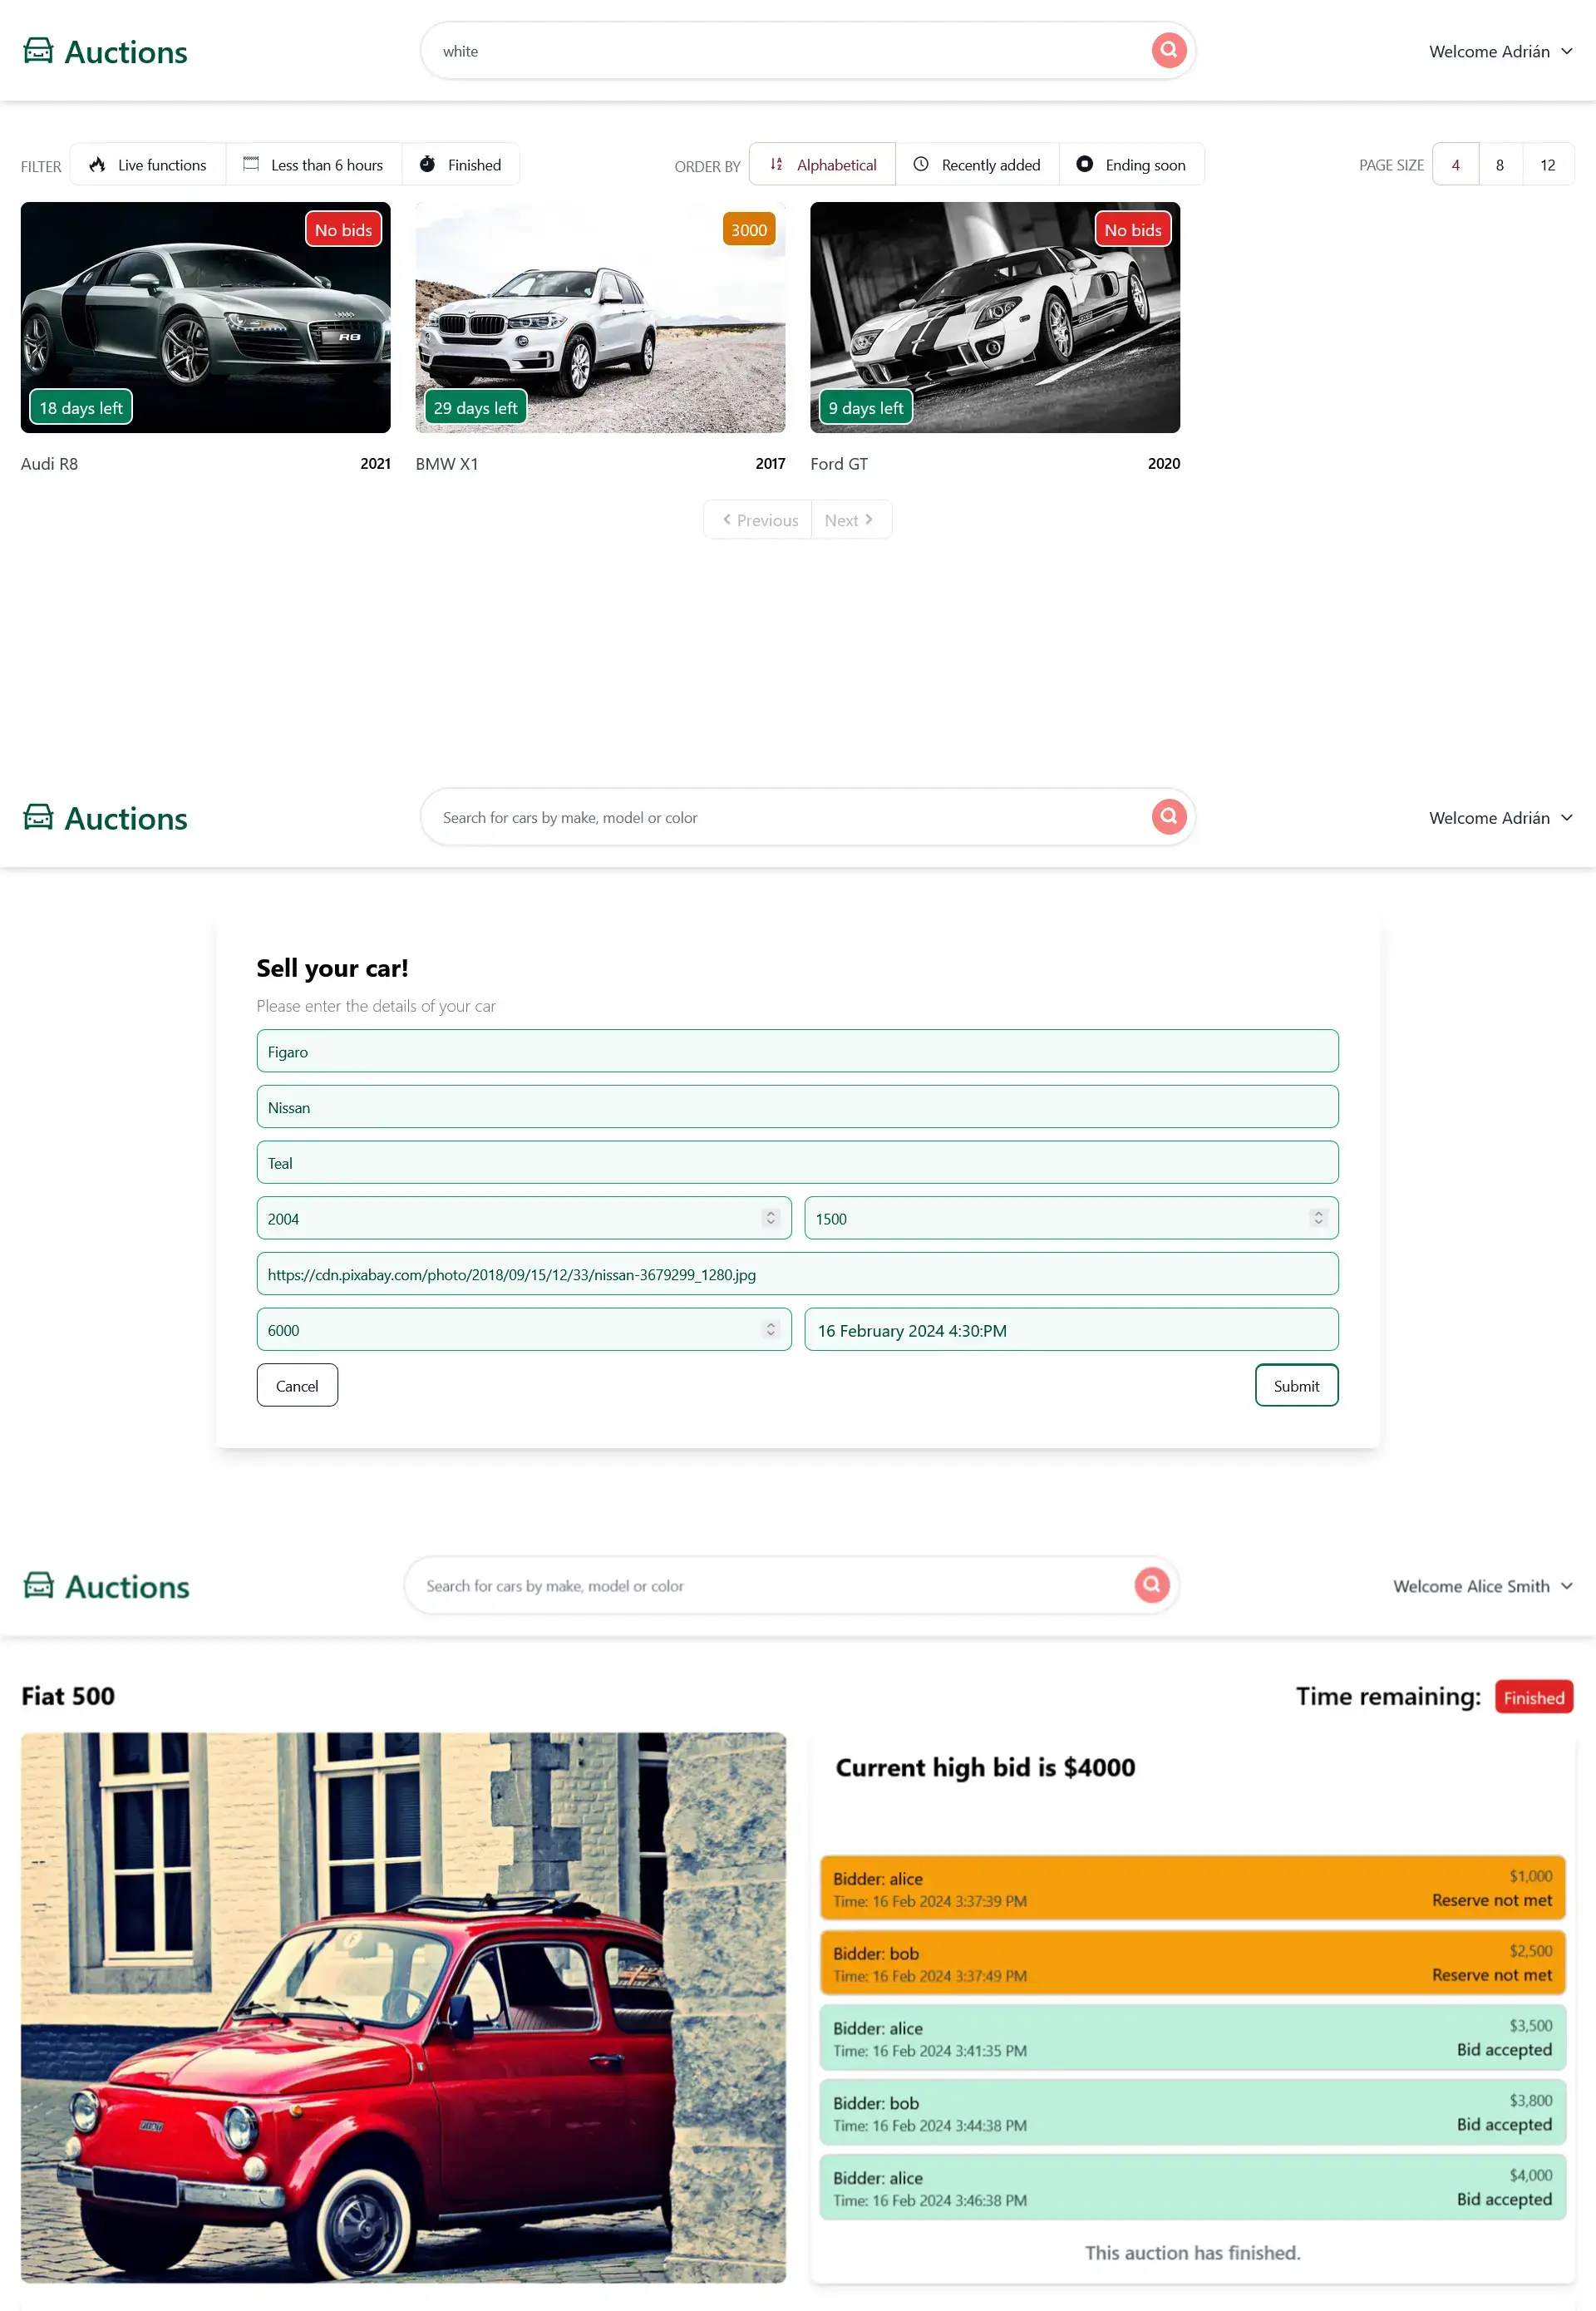 Auctions
white
Welcome Adrián
FILTER
Live functions
Less than 6 hours
Finished
ORDER BY
Alphabetical
Recently added
Ending soon
PAGE SIZE
4
8
12
No bids
R8
18 days left
Audi R8
2021
3000
29 days left
BMW X1
2017
No bids
9 days left
Ford GT
2020
Previous
Next
Auctions
Search for cars by make, model or color
Welcome Adrián
Sell your car!
Please enter the details of your car
Figaro
Nissan
Teal
2004
1500
https://cdn.pixabay.com/photo/2018/09/15/12/33/nissan-3679299_1280.jpg
6000
16 February 2024 4:30:PM
Cancel
Submit
Auctions
Search for cars by make, model or color
Welcome Alice Smith
Fiat 500
Time remaining: Finished
FIAT
Current high bid is $4000
Bidder: alice
Time: 16 Feb 2024 3:37:39 PM
$1,000
Reserve not met
Bidder: bob
Time: 16 Feb 2024 3:37:49 PM
$2,500
Reserve not met
Bidder: alice
Time: 16 Feb 2024 3:41:35 PM
$3,500
Bid accepted
Bidder: bob
Time: 16 Feb 2024 3:44:38 PM
$3,800
Bid accepted
Bidder: alice
Time: 16 Feb 2024 3:46:38 PM
$4,000
Bid accepted
This auction has finished.